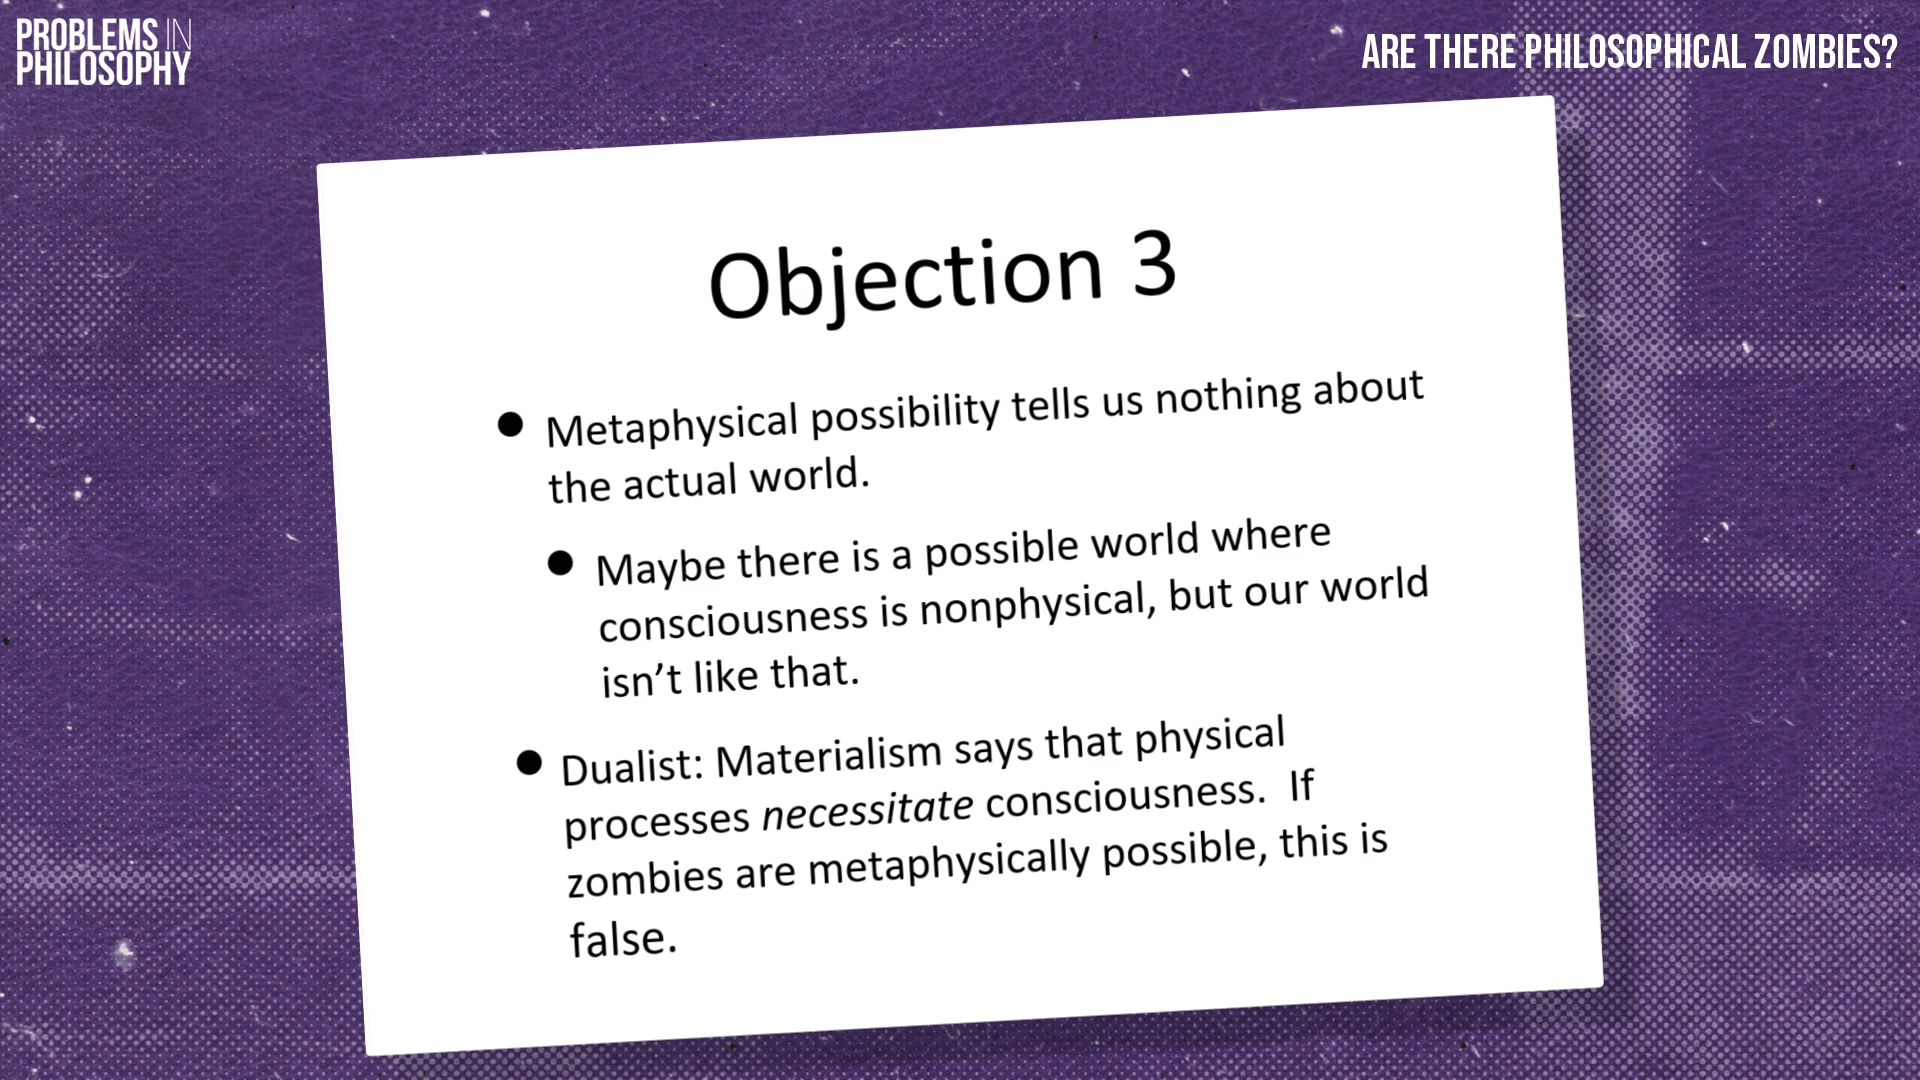 PROBLEMS IN
PHILOSOPHY
ARE THERE PHILOSOPHICAL ZOMBIES?
Objection 3
● Metaphysical possibility tells us nothing about
the actual world.
● Maybe there is a possible world where
consciousness is nonphysical, but our world
isn’t like that.
● Dualist: Materialism says that physical
processes necessitate consciousness.  If
zombies are metaphysically possible, this is
false.